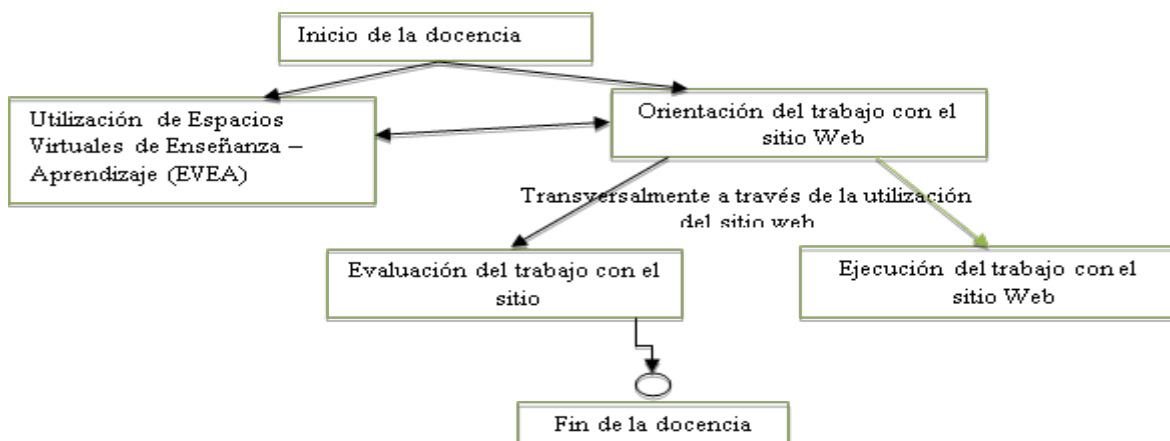 Inicio de la docencia
Utilización de Espacios
Virtuales de Enseñanza –
Aprendizaje (EVEA)
Orientación del trabajo con el
sitio Web
Transversalmente a través de la utilización
del sitio web
Evaluación del trabajo con el
sitio
Ejecución del trabajo con el
sitio Web
Fin de la docencia